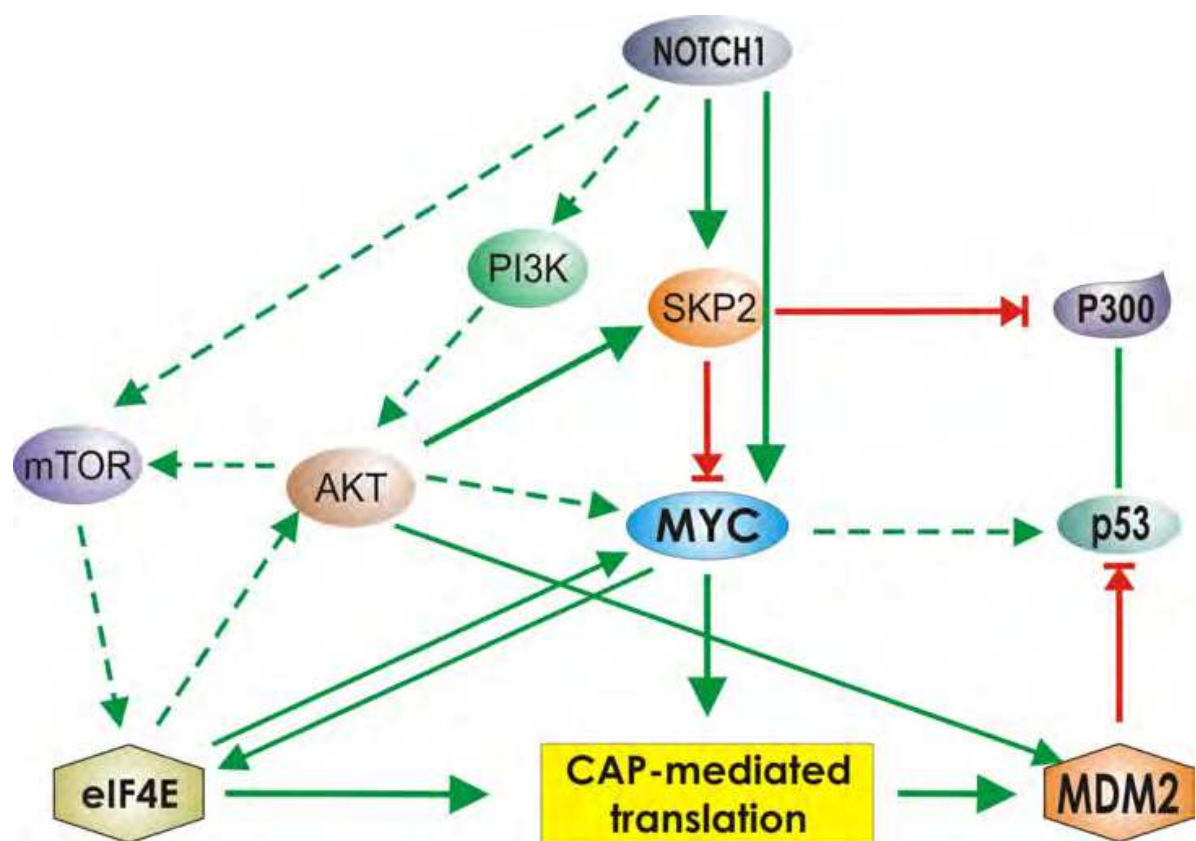 NOTCH1
PI3K
SKP2
P300
mTOR
AKT
MYC
p53
eIF4E
CAP-mediated
translation
MDM2